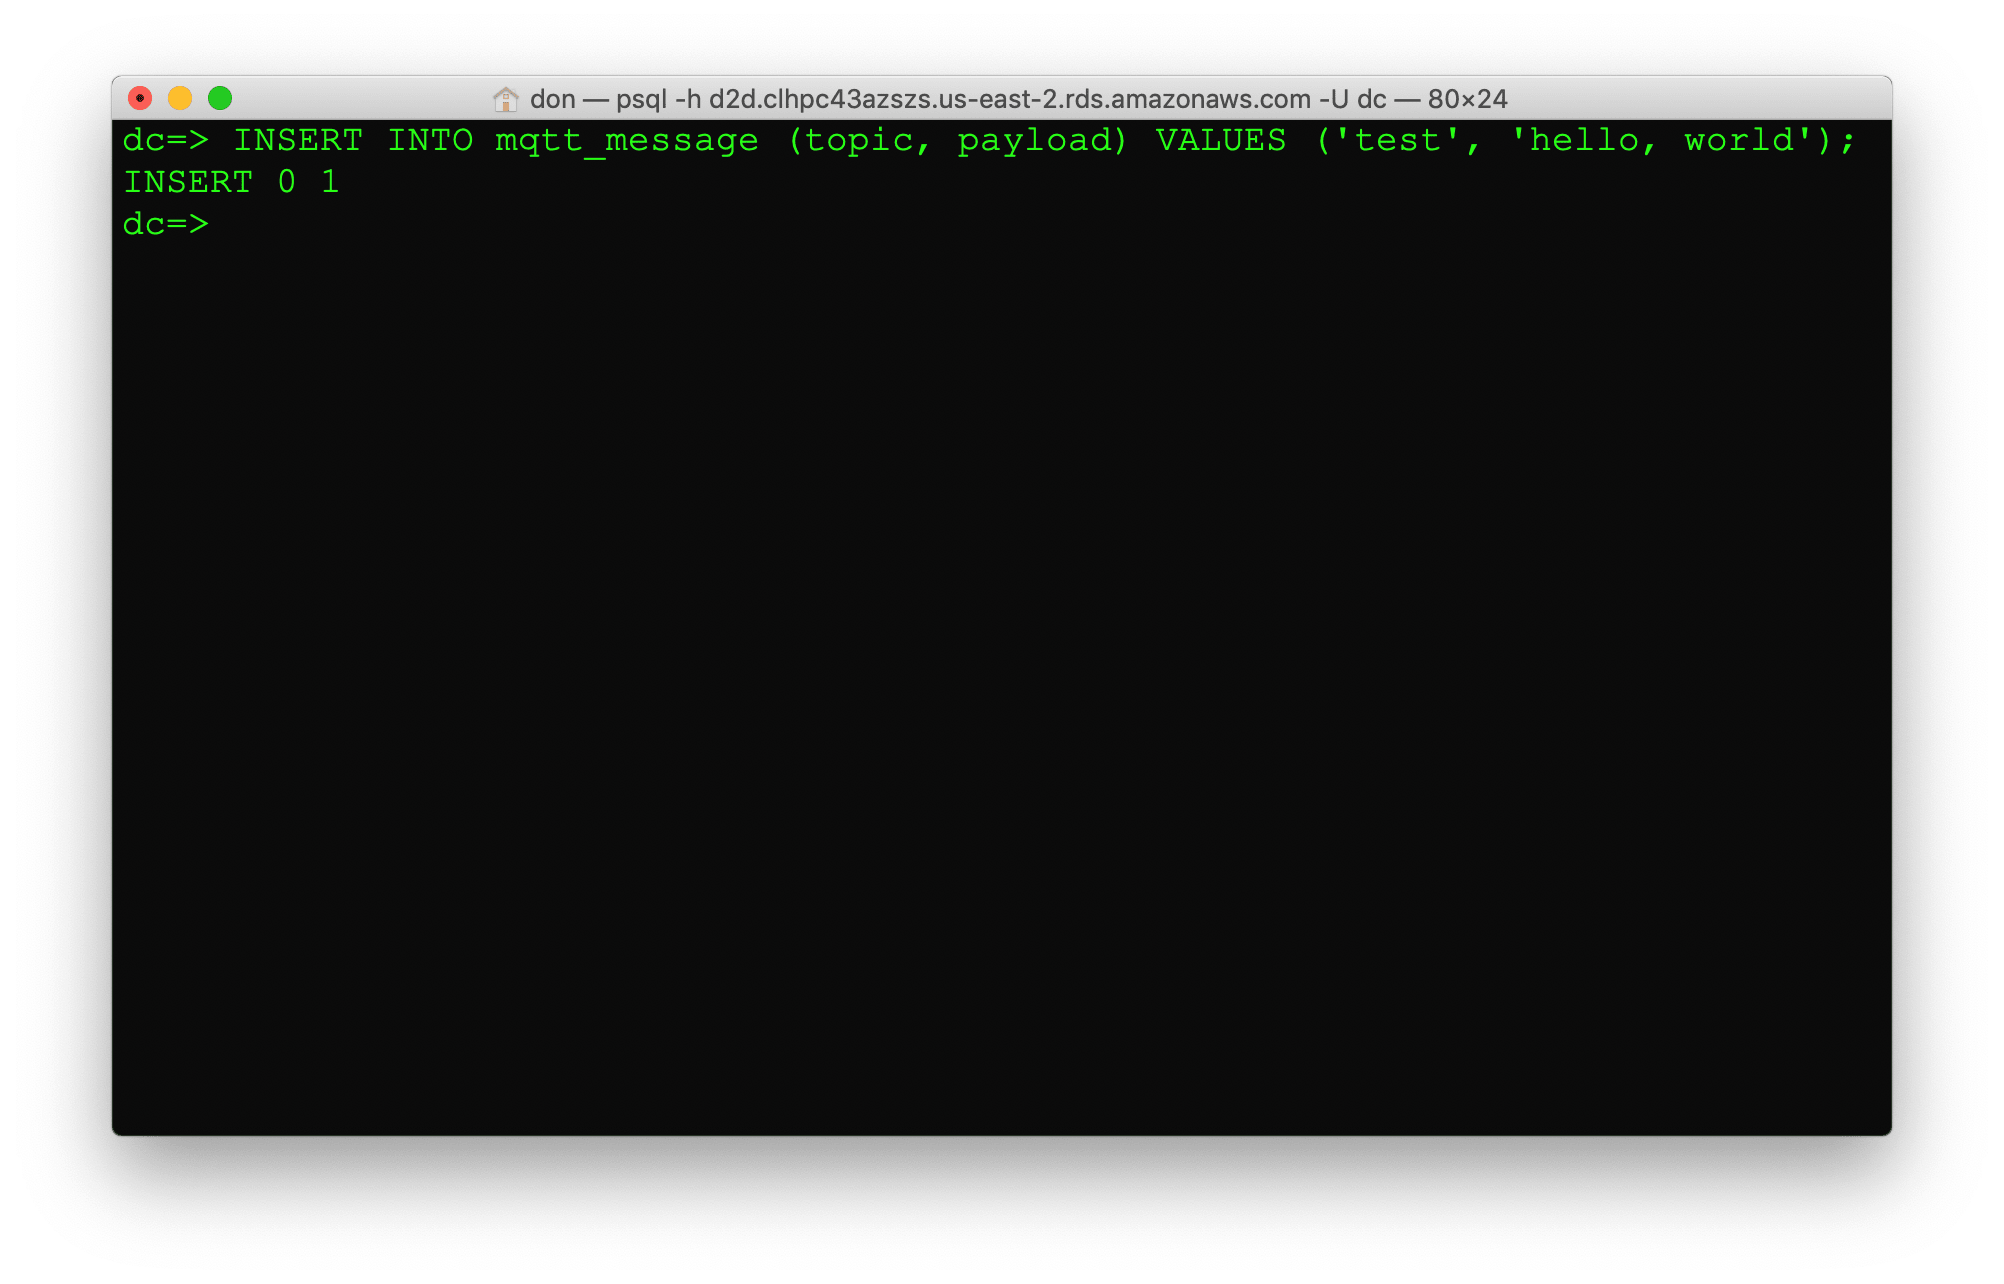 don — psql -h d2d.clhpc43azszs.us-east-2.rds.amazonaws.com -U dc — 80×24
dc=> INSERT INTO mqtt_message (topic, payload) VALUES ('test', 'hello, world');
INSERT 0 1
dc=>